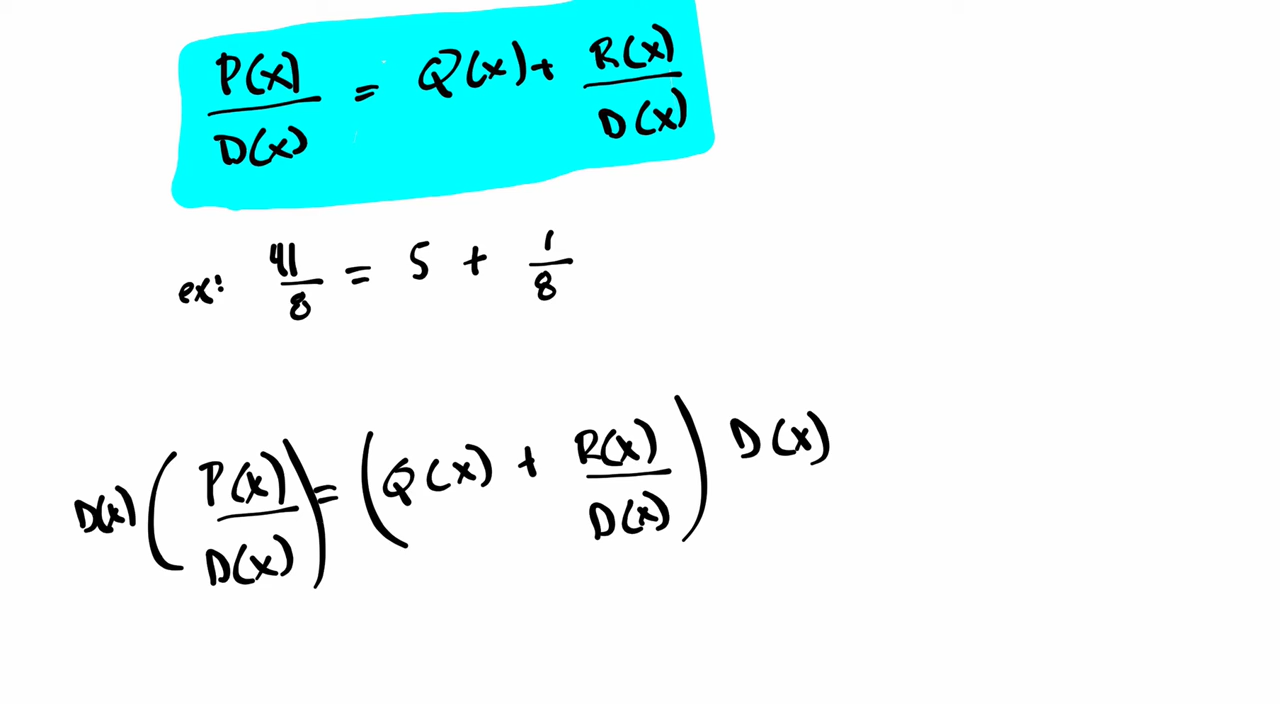 P(x)/D(x) = Q(x) + R(x)/D(x)
ex: 41/8 = 5 + 1/8
D(x) ( P(x)/D(x) ) = ( Q(x) + R(x)/D(x) ) D(x)